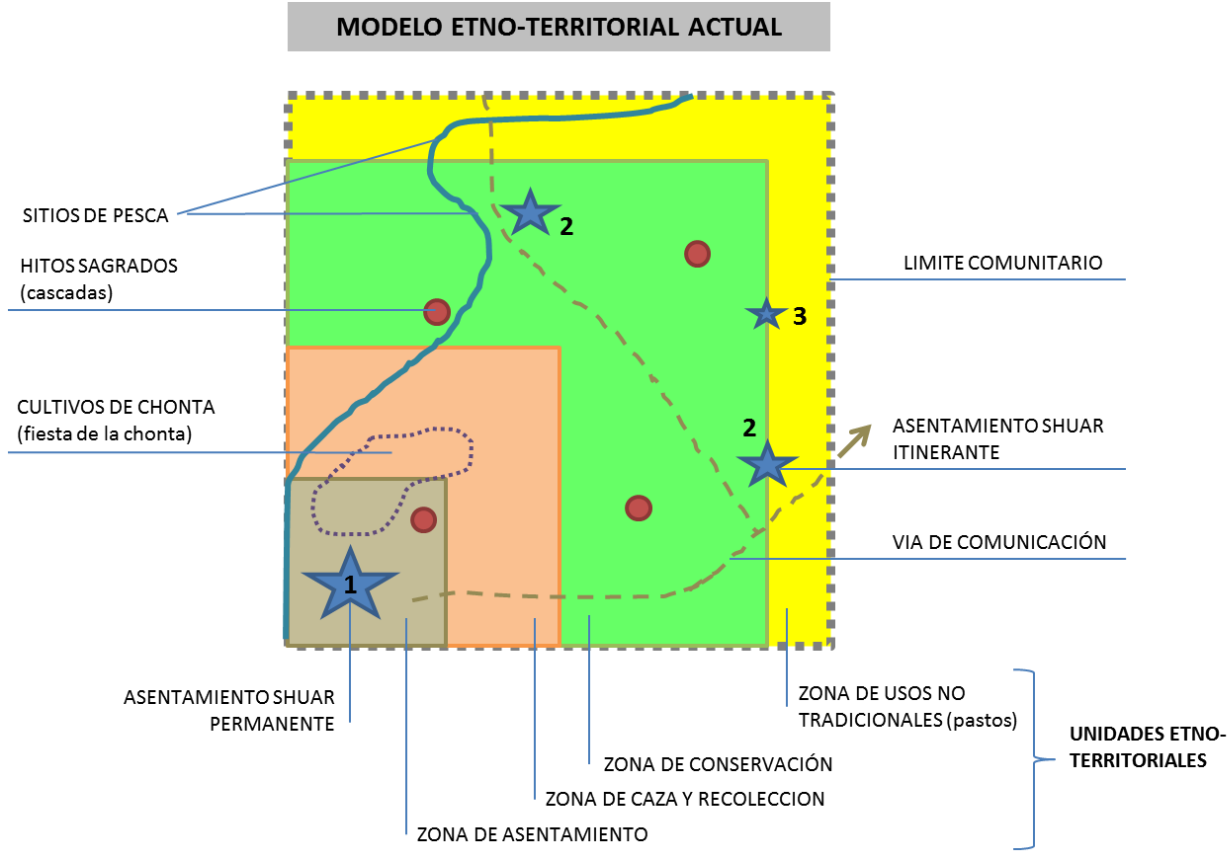 MODELO ETNO-TERRITORIAL ACTUAL
SITIOS DE PESCA
2
HITOS SAGRADOS
(cascadas)
LIMITE COMUNITARIO
3
CULTIVOS DE CHONTA
(fiesta de la chonta)
2
ASENTAMIENTO SHUAR
ITINERANTE
VIA DE COMUNICACIÓN
1
ASENTAMIENTO SHUAR
PERMANENTE
ZONA DE USOS NO
TRADICIONALES (pastos)
UNIDADES ETNO-
TERRITORIALES
ZONA DE CONSERVACIÓN
ZONA DE CAZA Y RECOLECCION
ZONA DE ASENTAMIENTO